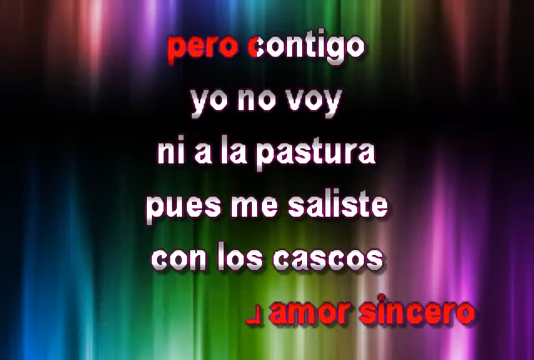 pero contigo
yo no voy
ni a la pastura
pues me saliste
con los cascos
amor sincero